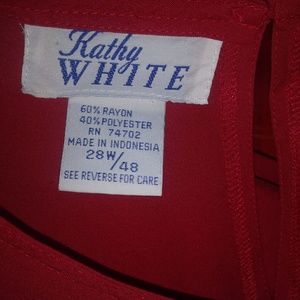 Kathy
WHITE
60% RAYON
40% POLYESTER
RN 74702
MADE IN INDONESIA
28W/48
SEE REVERSE FOR CARE